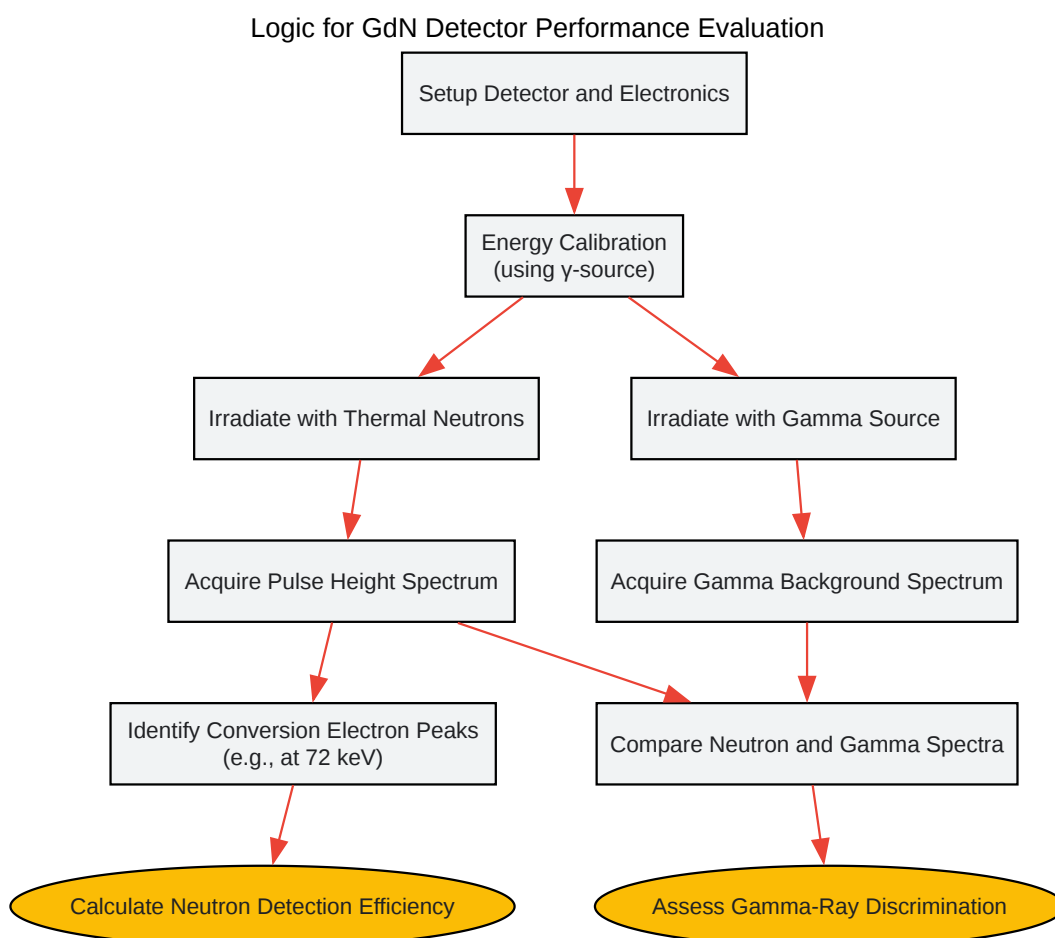 Logic for GdN Detector Performance Evaluation
Setup Detector and Electronics
Energy Calibration
(using γ-source)
Irradiate with Thermal Neutrons
Irradiate with Gamma Source
Acquire Pulse Height Spectrum
Acquire Gamma Background Spectrum
Identify Conversion Electron Peaks
(e.g., at 72 keV)
Compare Neutron and Gamma Spectra
Calculate Neutron Detection Efficiency
Assess Gamma-Ray Discrimination